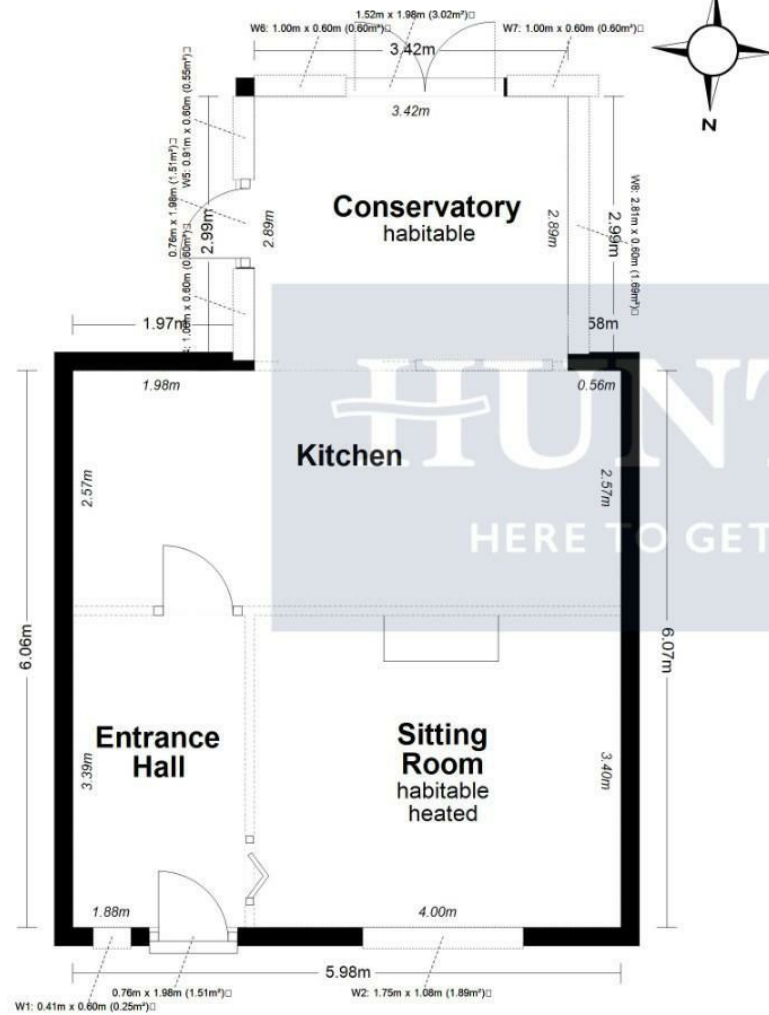 1.52m x 1.98m (3.02m²)
W6: 1.00m x 0.60m (0.60m²)
W7: 1.00m x 0.60m (0.60m²)
3.42m
N
3.42m
W5: 0.91m x 0.60m (0.55m²)
0.76m x 1.98m (1.51m²)
2.99m
2.89m
Conservatory
habitable
2.89m
2.99m
W8: 2.81m x 0.60m (1.69m²)
0.60m (0.60m²)
1.97m
58m
1.98m
0.56m
HUNT
Kitchen
2.57m
2.57m
HERE TO GET
6.06m
6.07m
Entrance
Hall
3.39m
Sitting
Room
habitable
heated
3.40m
1.88m
4.00m
5.98m
0.76m x 1.98m (1.51m²)
W2: 1.75m x 1.08m (1.89m²)
W1: 0.41m x 0.60m (0.25m²)